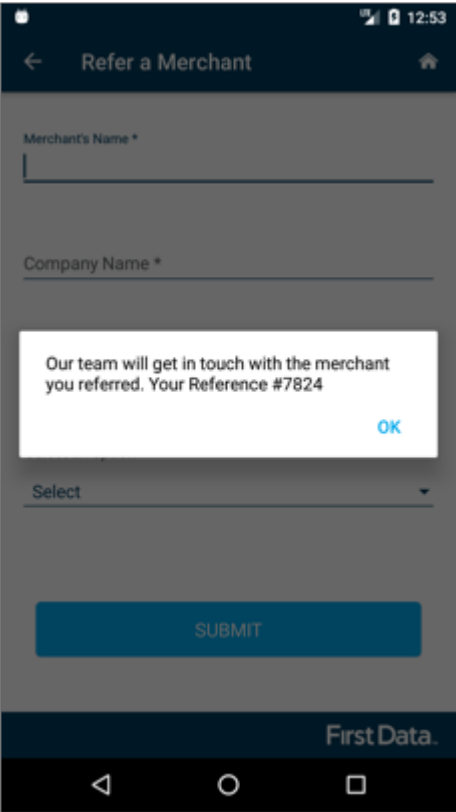 LTE 12:53
Refer a Merchant
Merchant's Name *
Company Name *
Our team will get in touch with the merchant
you referred. Your Reference #7824
OK
Select
SUBMIT
First Data.